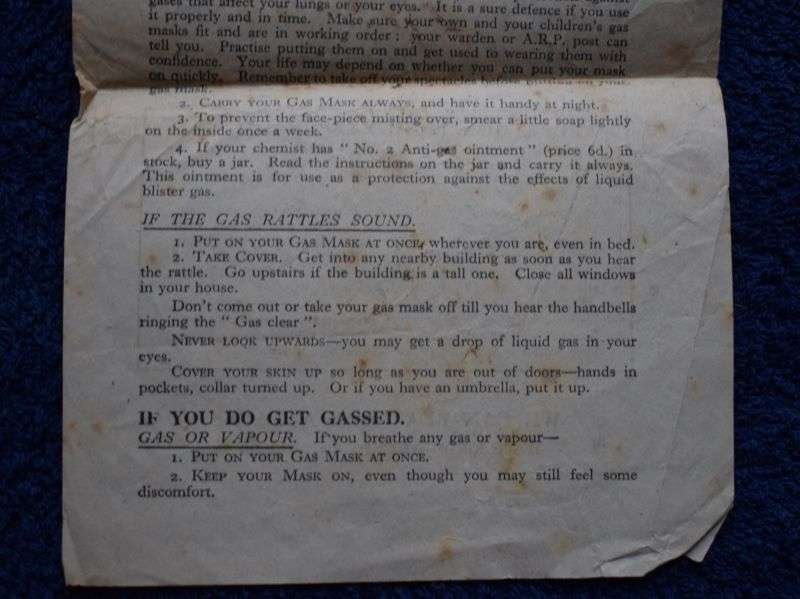 gases that affect your lungs or your eyes. It is a sure defence if you use
it properly and in time. Make sure your own and your children's gas
masks fit and are in working order: your warden or A.R.P. post can
tell you. Practise putting them on and get used to wearing them with
confidence. Your life may depend on whether you can put your mask
on quickly. Remember to take off your spectacles before putting on your
gas mask.
2. CARRY YOUR GAS MASK ALWAYS, and have it handy at night.
3. To prevent the face-piece misting over, smear a little soap lightly
on the inside once a week.
4. If your chemist has " No. 2 Anti-gas ointment " (price 6d.) in
stock, buy a jar. Read the instructions on the jar and carry it always.
This ointment is for use as a protection against the effects of liquid
blister gas.
IF THE GAS RATTLES SOUND.
1. PUT ON YOUR GAS MASK AT ONCE, wherever you are, even in bed.
2. TAKE COVER. Get into any nearby building as soon as you hear
the rattle. Go upstairs if the building is a tall one. Close all windows
in your house.
Don't come out or take your gas mask off till you hear the handbells
ringing the " Gas clear ".
NEVER LOOK UPWARDS—you may get a drop of liquid gas in your
eyes.
COVER YOUR SKIN UP so long as you are out of doors—hands in
pockets, collar turned up. Or if you have an umbrella, put it up.
IF YOU DO GET GASSED.
GAS OR VAPOUR. If you breathe any gas or vapour—
1. PUT ON YOUR GAS MASK AT ONCE.
2. KEEP YOUR MASK ON, even though you may still feel some
discomfort.